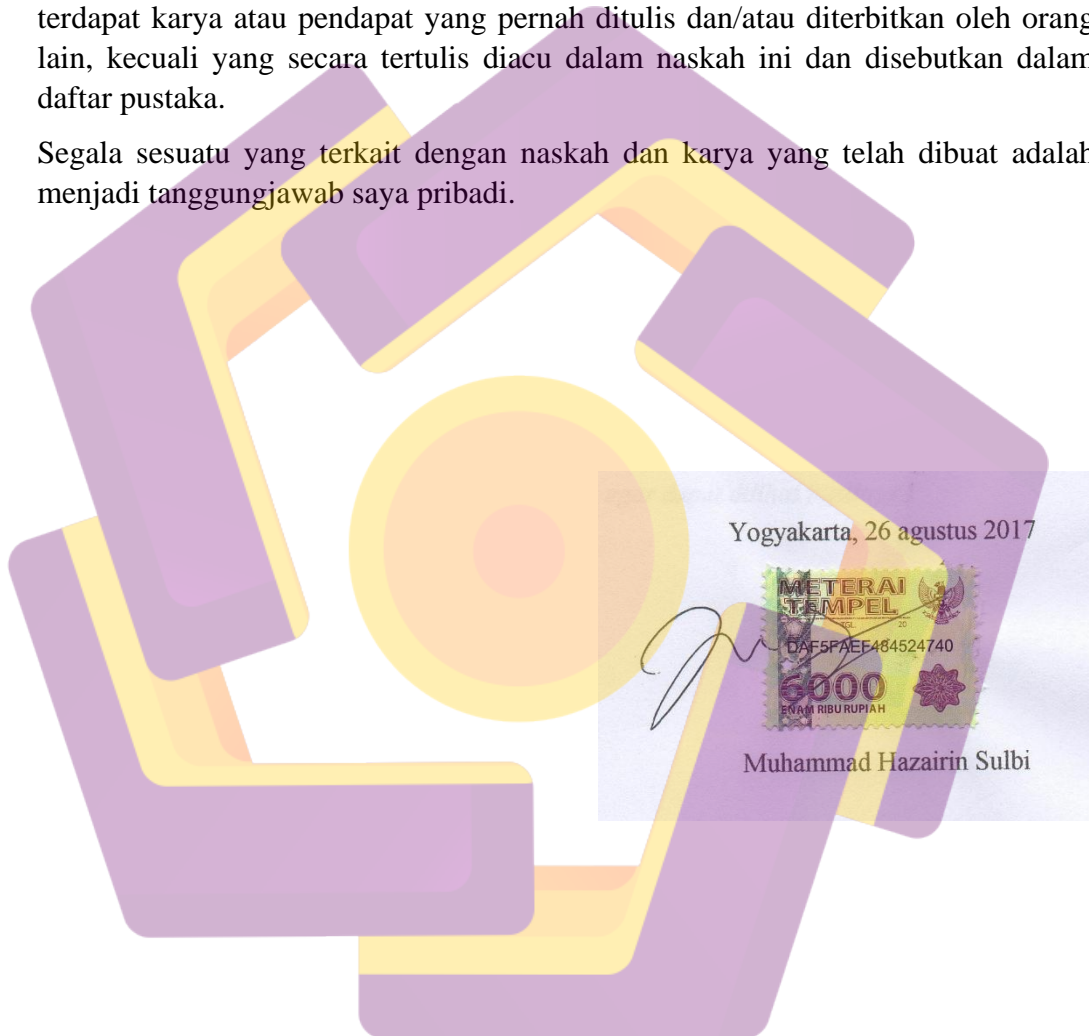 terdapat karya atau pendapat yang pernah ditulis dan/atau diterbitkan oleh orang
lain, kecuali yang secara tertulis diacu dalam naskah ini dan disebutkan dalam
daftar pustaka.
Segala sesuatu yang terkait dengan naskah dan karya yang telah dibuat adalah
menjadi tanggungjawab saya pribadi.
Yogyakarta, 26 agustus 2017
METERAI
TEMPEL
TGL. 20
DAF5FAEF484524740
6000
ENAM RIBU RUPIAH
Muhammad Hazairin Sulbi